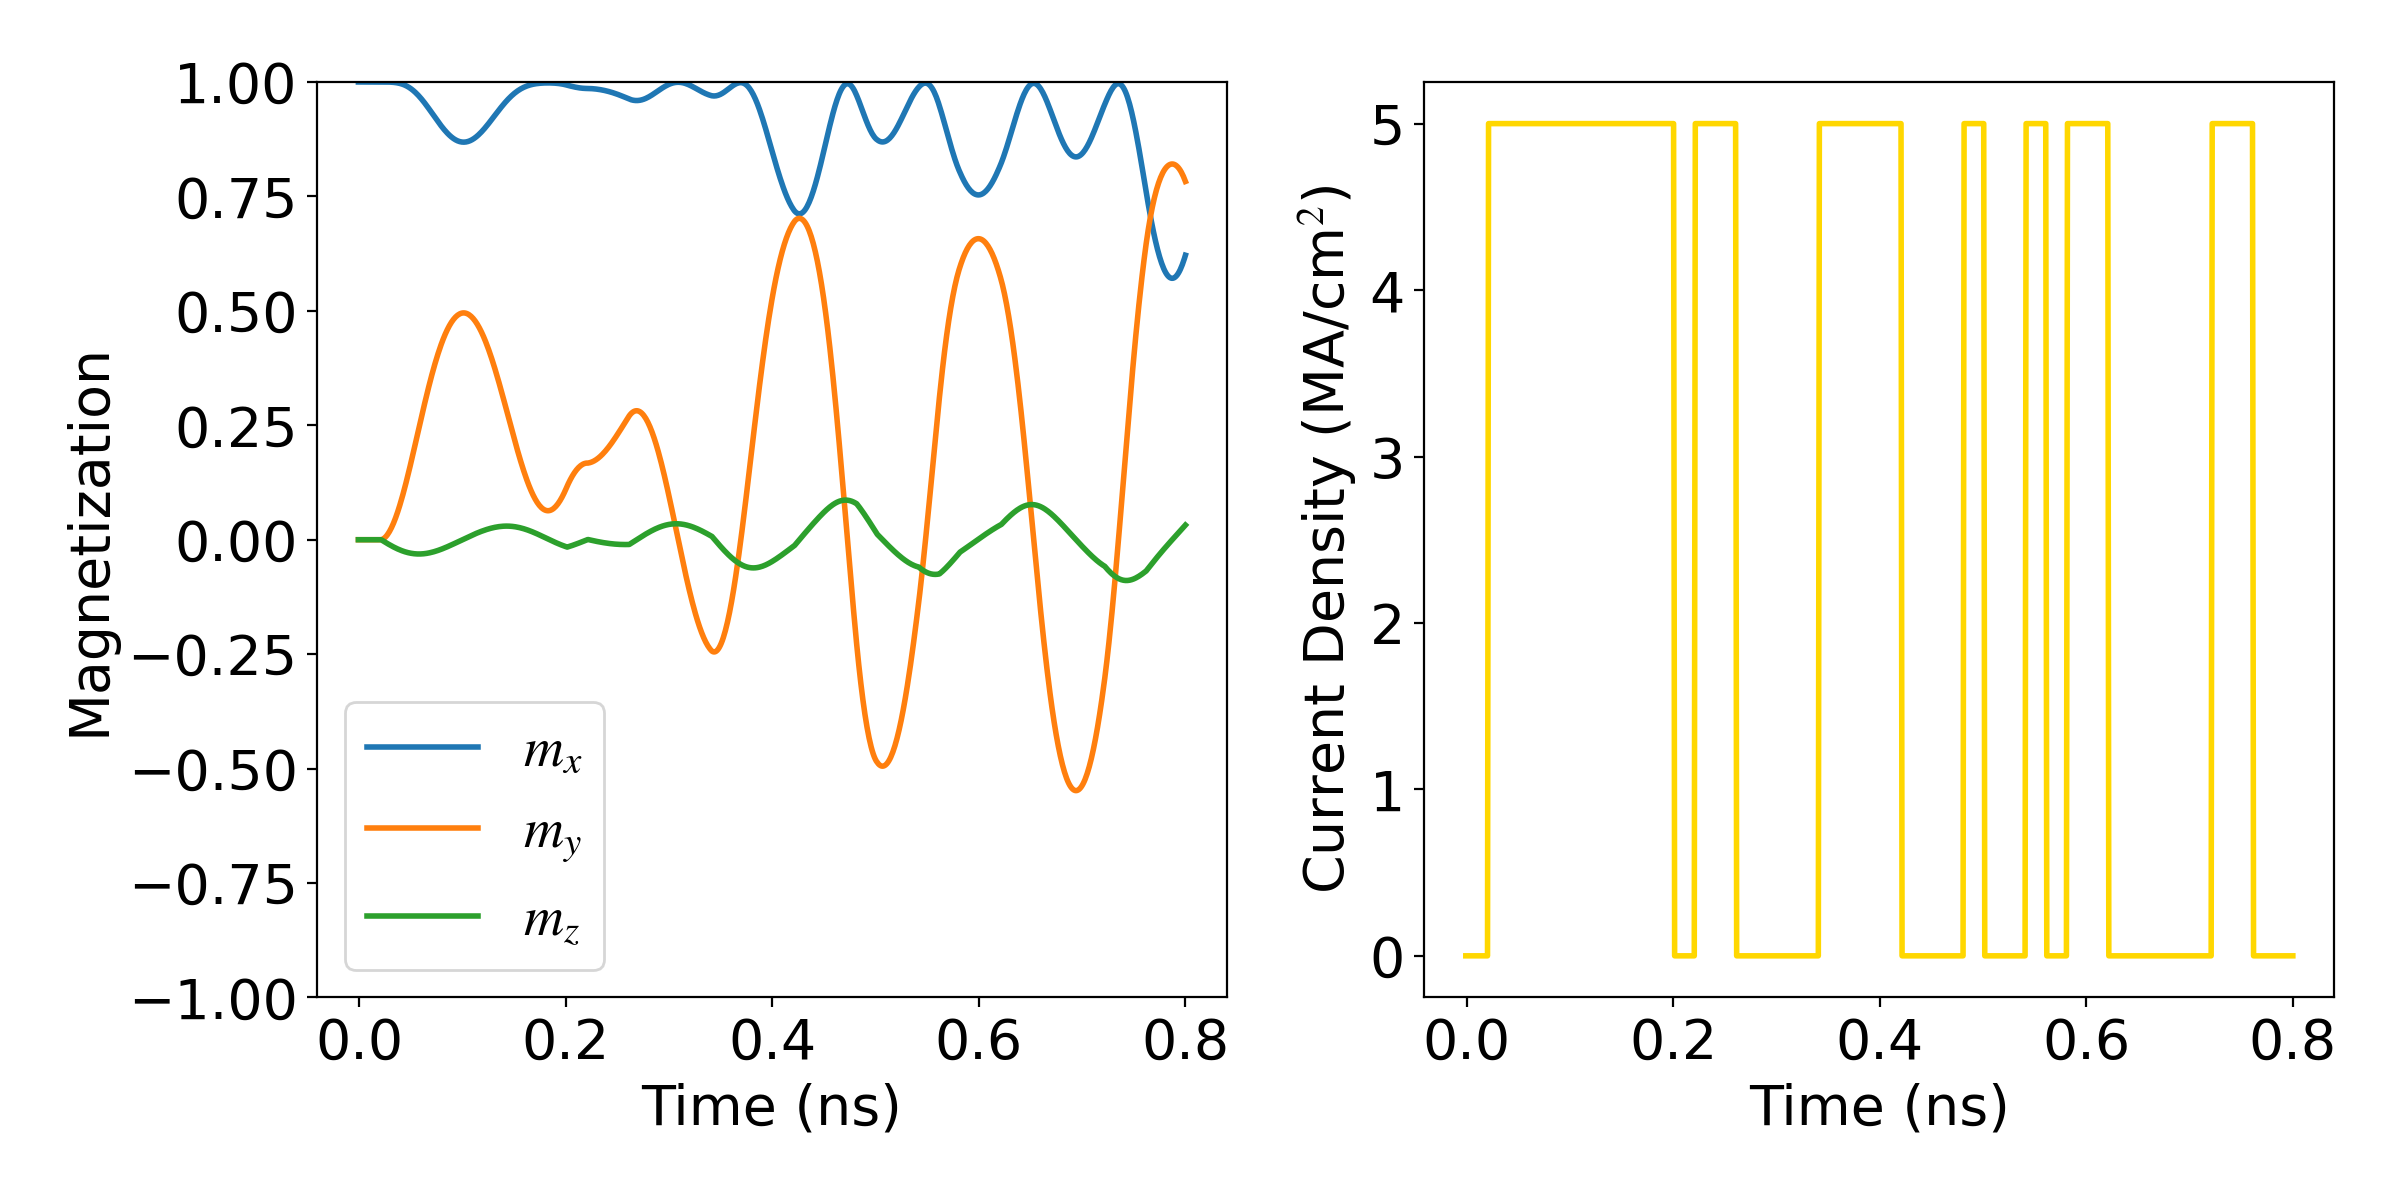 Magnetization
1.00
0.75
0.50
0.25
0.00
−0.25
−0.50
−0.75
−1.00
m_x
m_y
m_z
0.0 0.2 0.4 0.6 0.8
Time (ns)
Current Density (MA/cm²)
5
4
3
2
1
0
0.0 0.2 0.4 0.6 0.8
Time (ns)